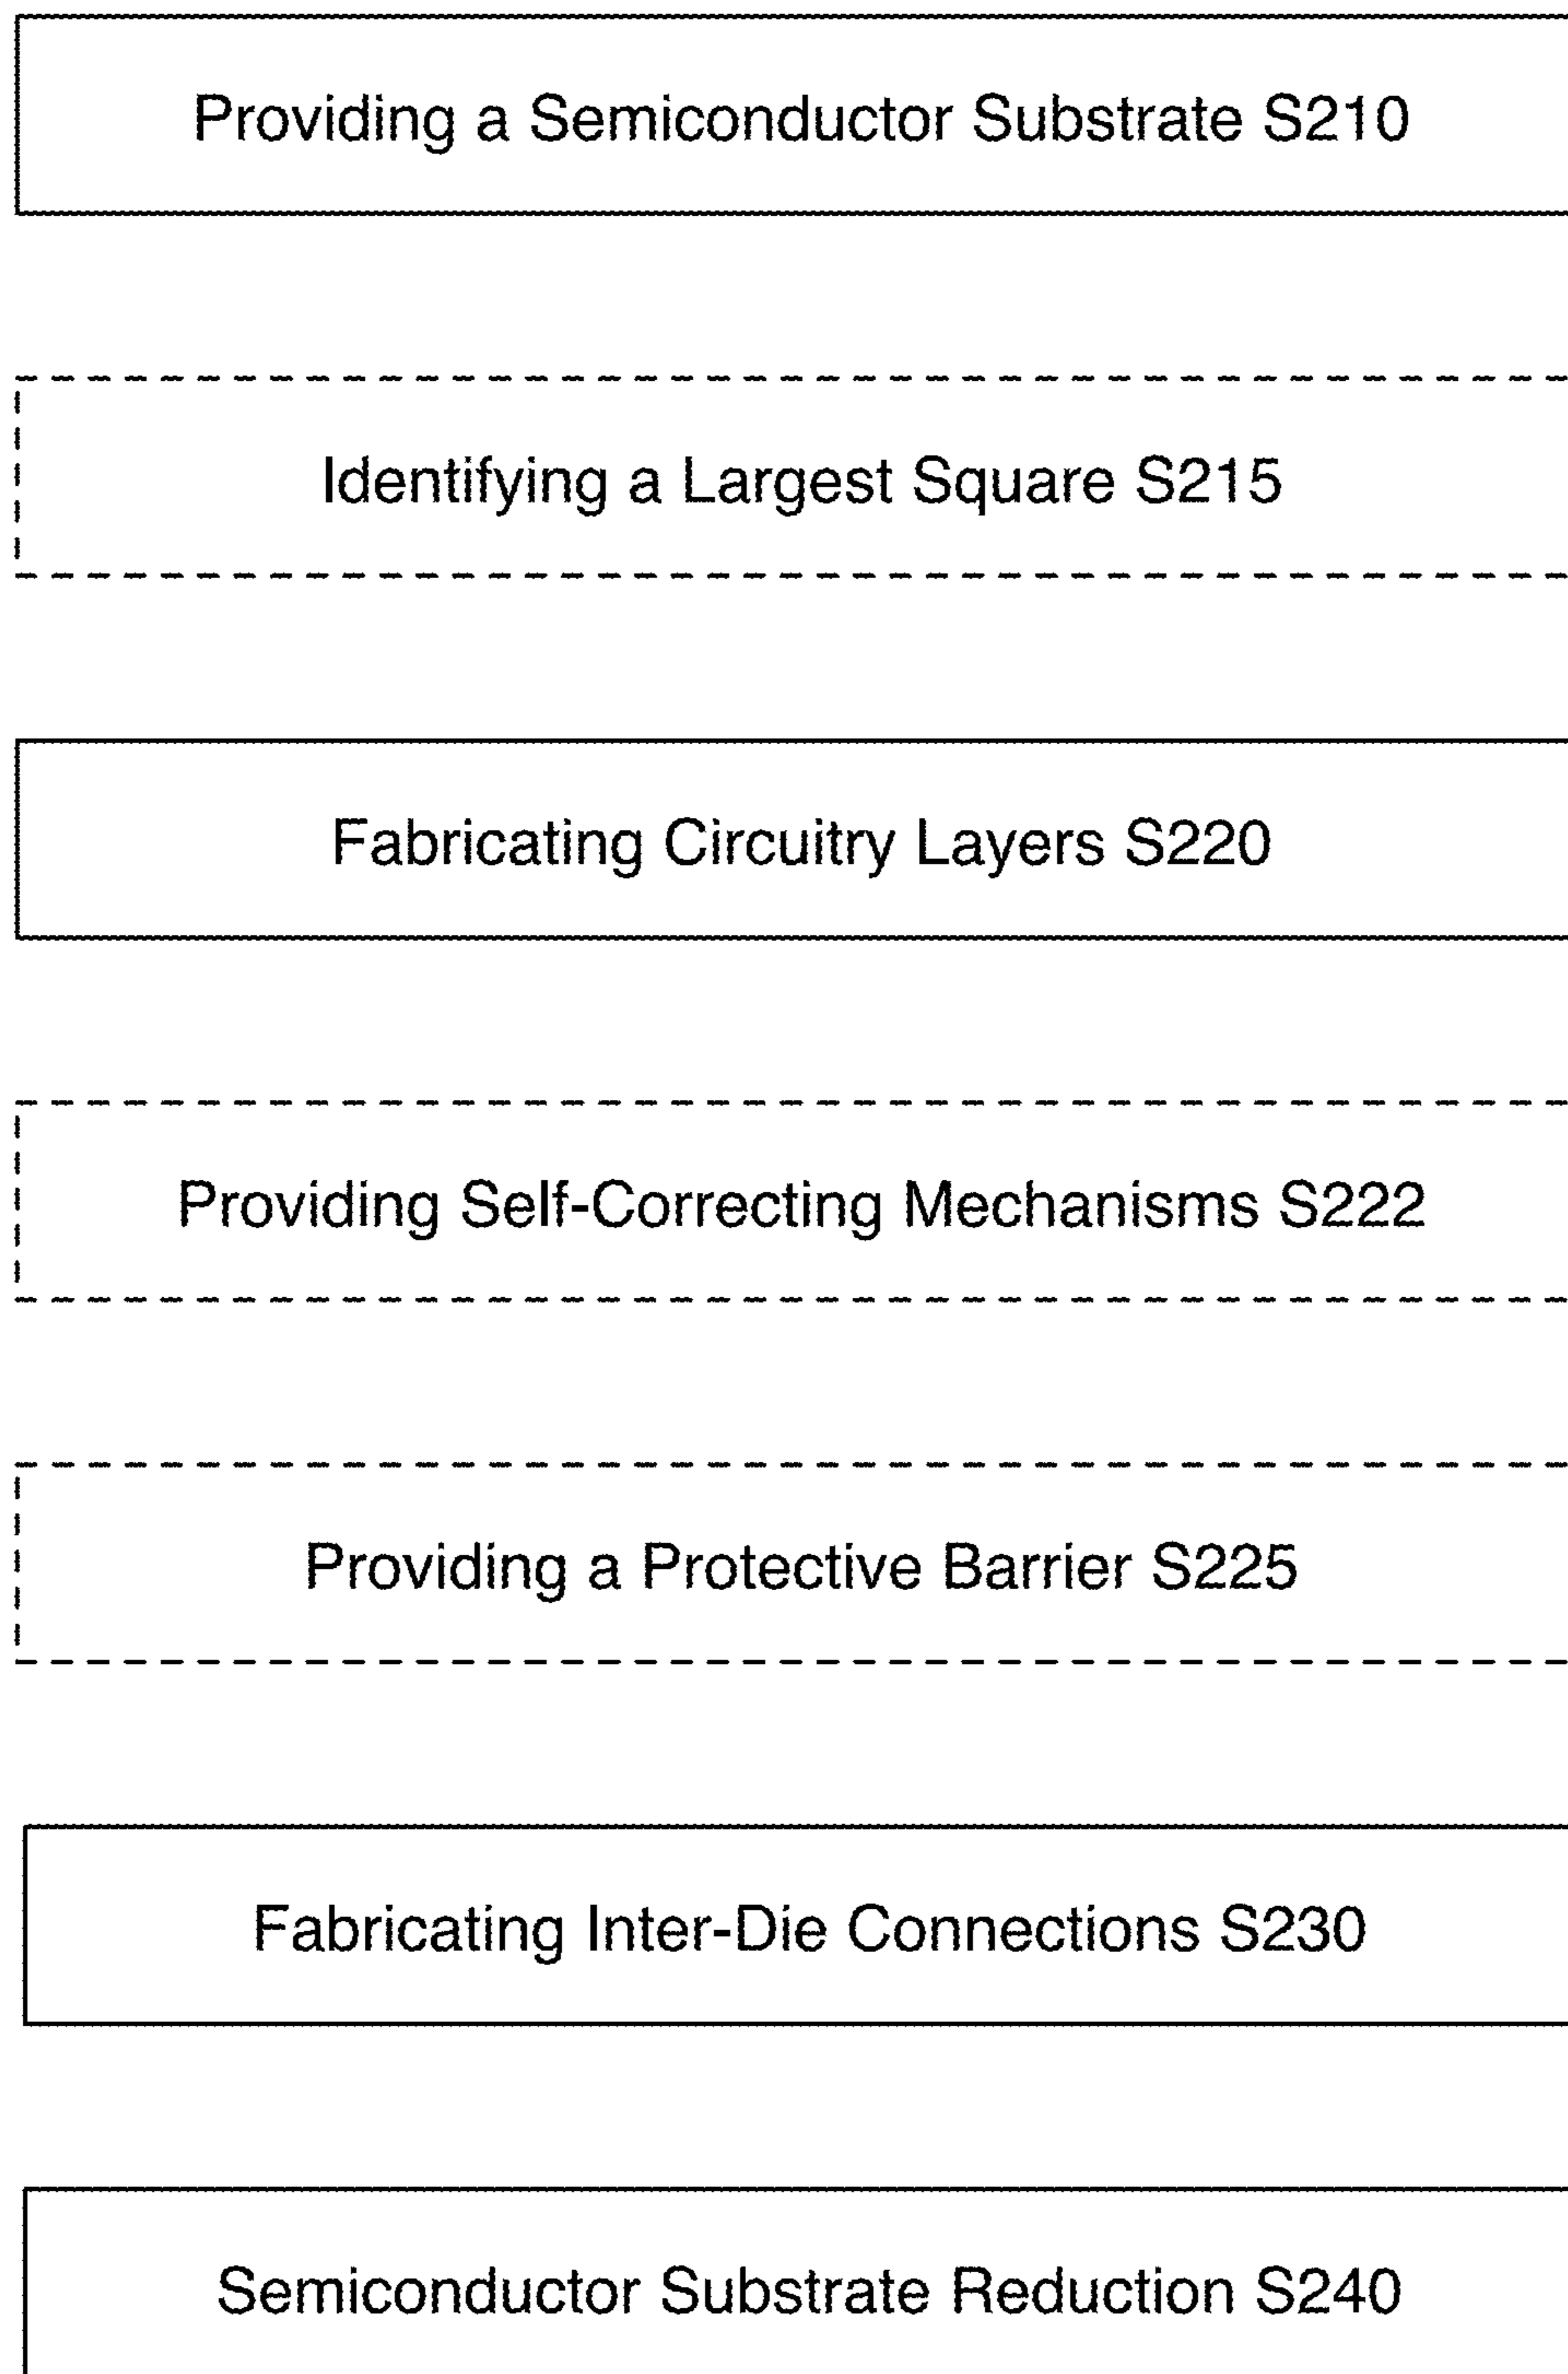 Providing a Semiconductor Substrate S210
Identifying a Largest Square S215
Fabricating Circuitry Layers S220
Providing Self-Correcting Mechanisms S222
Providing a Protective Barrier S225
Fabricating Inter-Die Connections S230
Semiconductor Substrate Reduction S240